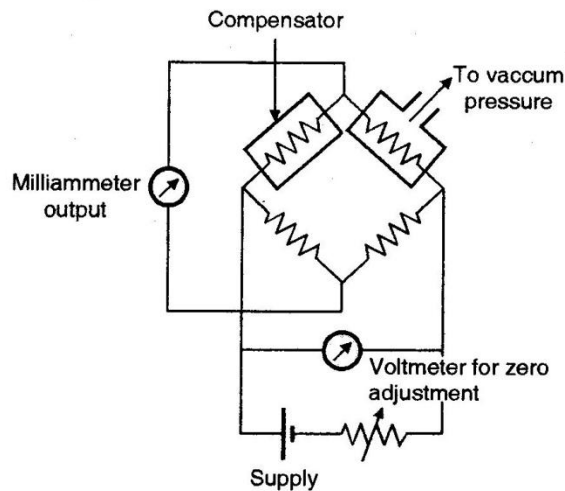 Compensator
To vaccum
pressure
Milliammeter
output
Voltmeter for zero
adjustment
Supply